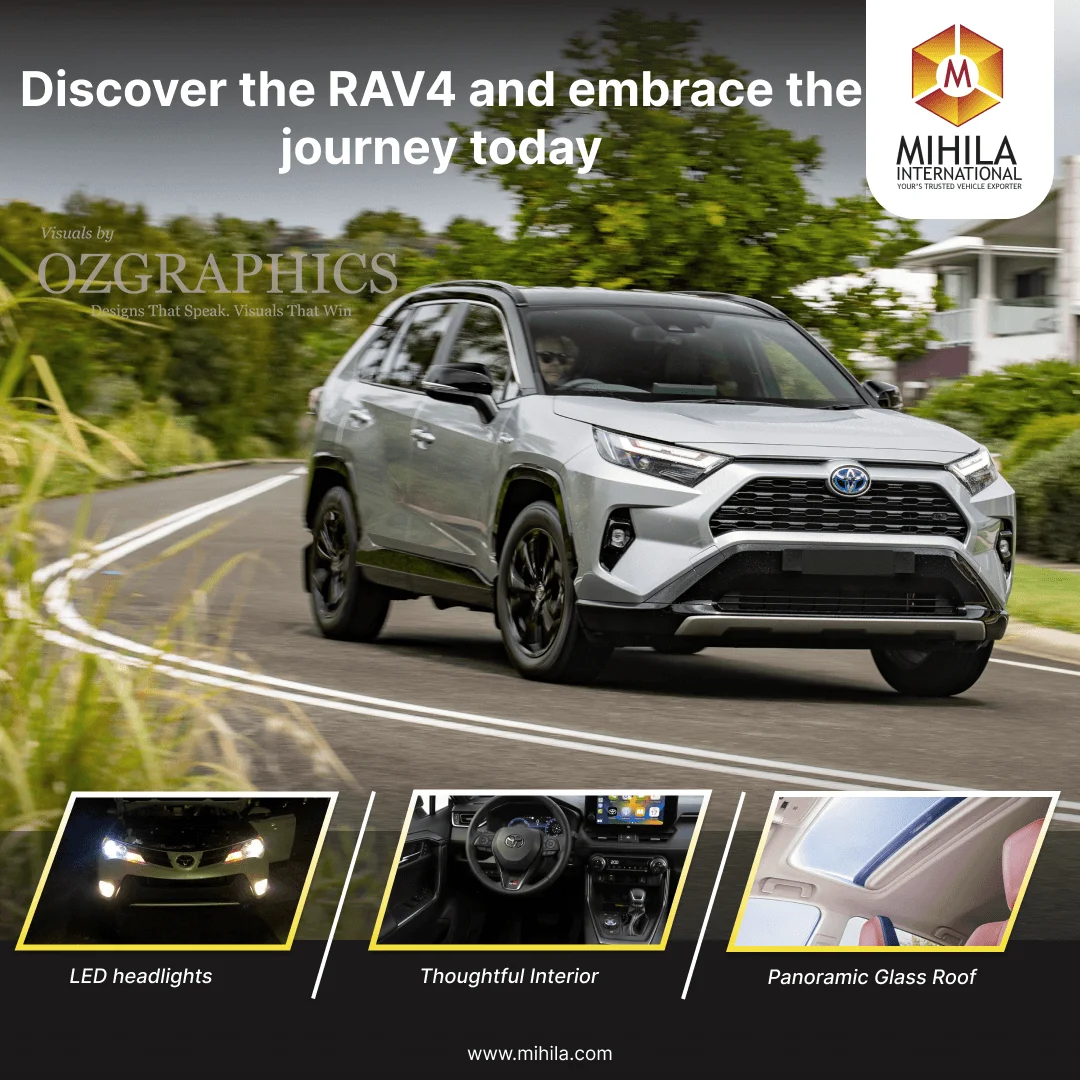 Discover the RAV4 and embrace the
journey today
M
MIHILA
INTERNATIONAL
YOUR'S TRUSTED VEHICLE EXPORTER
Visuals by
OZGRAPHICS
Designs That Speak. Visuals That Win
LED headlights
Thoughtful Interior
Panoramic Glass Roof
www.mihila.com